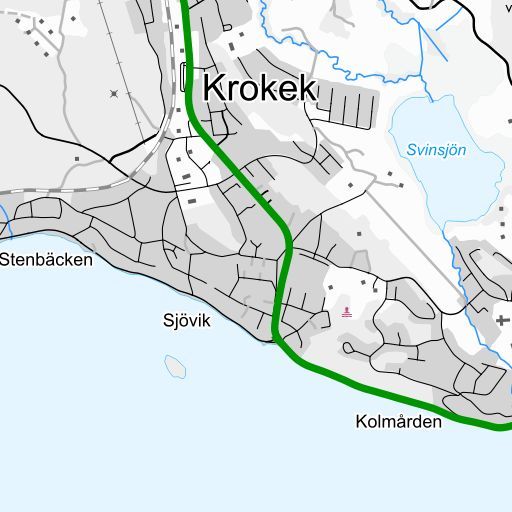 Krokek
Svinsjön
Stenbäcken
Sjövik
Kolmården